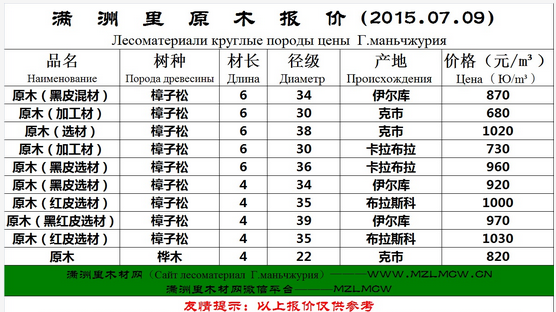 满洲里原木报价(2015.07.09)
Лесоматериали круглые породы цены Г.маньчжурия
品名 树种 材长 径级 产地 价格(元/m³)
Наименование Порода древесины Длина Диаметр Происхождения Цена (Ю/m³)
原木(黑皮混材) 樟子松 6 34 伊尔库 870
原木(加工材) 樟子松 6 30 克市 680
原木(选材) 樟子松 6 38 克市 1020
原木(加工材) 樟子松 6 30 卡拉布拉 730
原木(黑皮选材) 樟子松 6 36 卡拉布拉 960
原木(黑皮选材) 樟子松 4 34 伊尔库 920
原木(红皮选材) 樟子松 4 35 布拉斯科 1000
原木(黑红皮选材) 樟子松 4 39 伊尔库 970
原木(红皮选材) 樟子松 4 35 布拉斯科 1030
原木 桦木 4 22 克市 820
满洲里木材网(Сайт лесоматериал Г.маньчжурия)———WWW.MZLMCW.CN
满洲里木材网微信平台———MZLMCW
友情提示:以上报价仅供参考